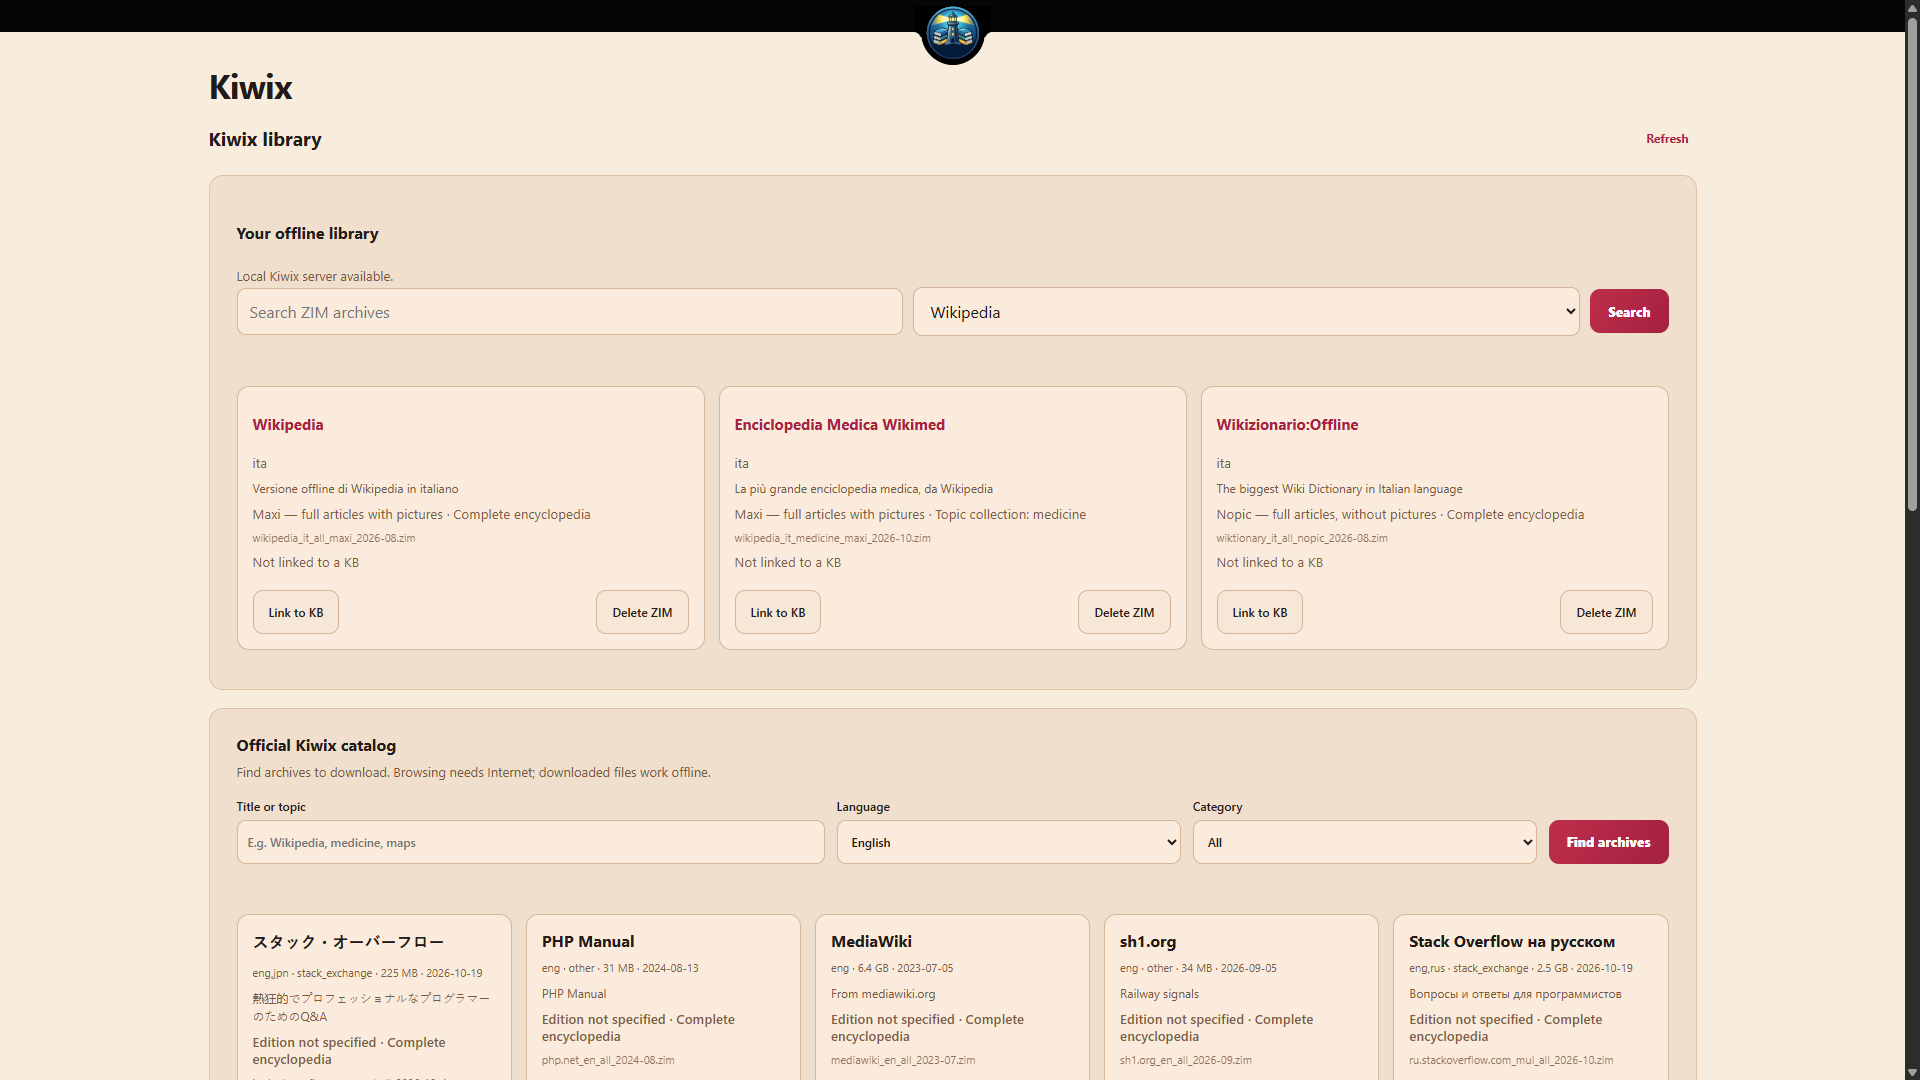 Kiwix
Kiwix library
Refresh
Your offline library
Local Kiwix server available.
Search ZIM archives
Wikipedia
Search
Wikipedia
ita
Versione offline di Wikipedia in italiano
Maxi — full articles with pictures · Complete encyclopedia
wikipedia_it_all_maxi_2026-08.zim
Not linked to a KB
Link to KB
Delete ZIM
Enciclopedia Medica Wikimed
ita
La più grande enciclopedia medica, da Wikipedia
Maxi — full articles with pictures · Topic collection: medicine
wikipedia_it_medicine_maxi_2026-10.zim
Not linked to a KB
Link to KB
Delete ZIM
Wikizionario:Offline
ita
The biggest Wiki Dictionary in Italian language
Nopic — full articles, without pictures · Complete encyclopedia
wiktionary_it_all_nopic_2026-08.zim
Not linked to a KB
Link to KB
Delete ZIM
Official Kiwix catalog
Find archives to download. Browsing needs Internet; downloaded files work offline.
Title or topic
E.g. Wikipedia, medicine, maps
Language
English
Category
All
Find archives
スタック・オーバーフロー
eng,jpn · stack_exchange · 225 MB · 2026-10-19
熱狂的でプロフェッショナルなプログラマー
のためのQ&A
Edition not specified · Complete
encyclopedia
PHP Manual
eng · other · 31 MB · 2024-08-13
PHP Manual
Edition not specified · Complete
encyclopedia
php.net_en_all_2024-08.zim
MediaWiki
eng · 6.4 GB · 2023-07-05
From mediawiki.org
Edition not specified · Complete
encyclopedia
mediawiki_en_all_2023-07.zim
sh1.org
eng · other · 34 MB · 2026-09-05
Railway signals
Edition not specified · Complete
encyclopedia
sh1.org_en_all_2026-09.zim
Stack Overflow на русском
eng,rus · stack_exchange · 2.5 GB · 2026-10-19
Вопросы и ответы для программистов
Edition not specified · Complete
encyclopedia
ru.stackoverflow.com_mul_all_2026-10.zim